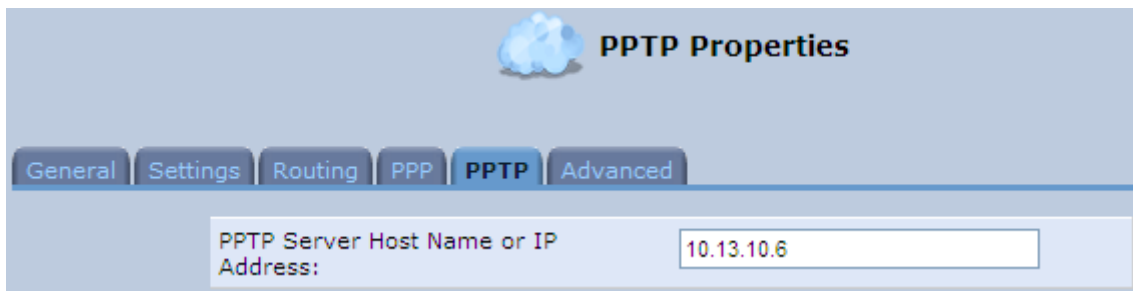 PPTP Properties
General Settings Routing PPP PPTP Advanced
PPTP Server Host Name or IP
Address:
10.13.10.6